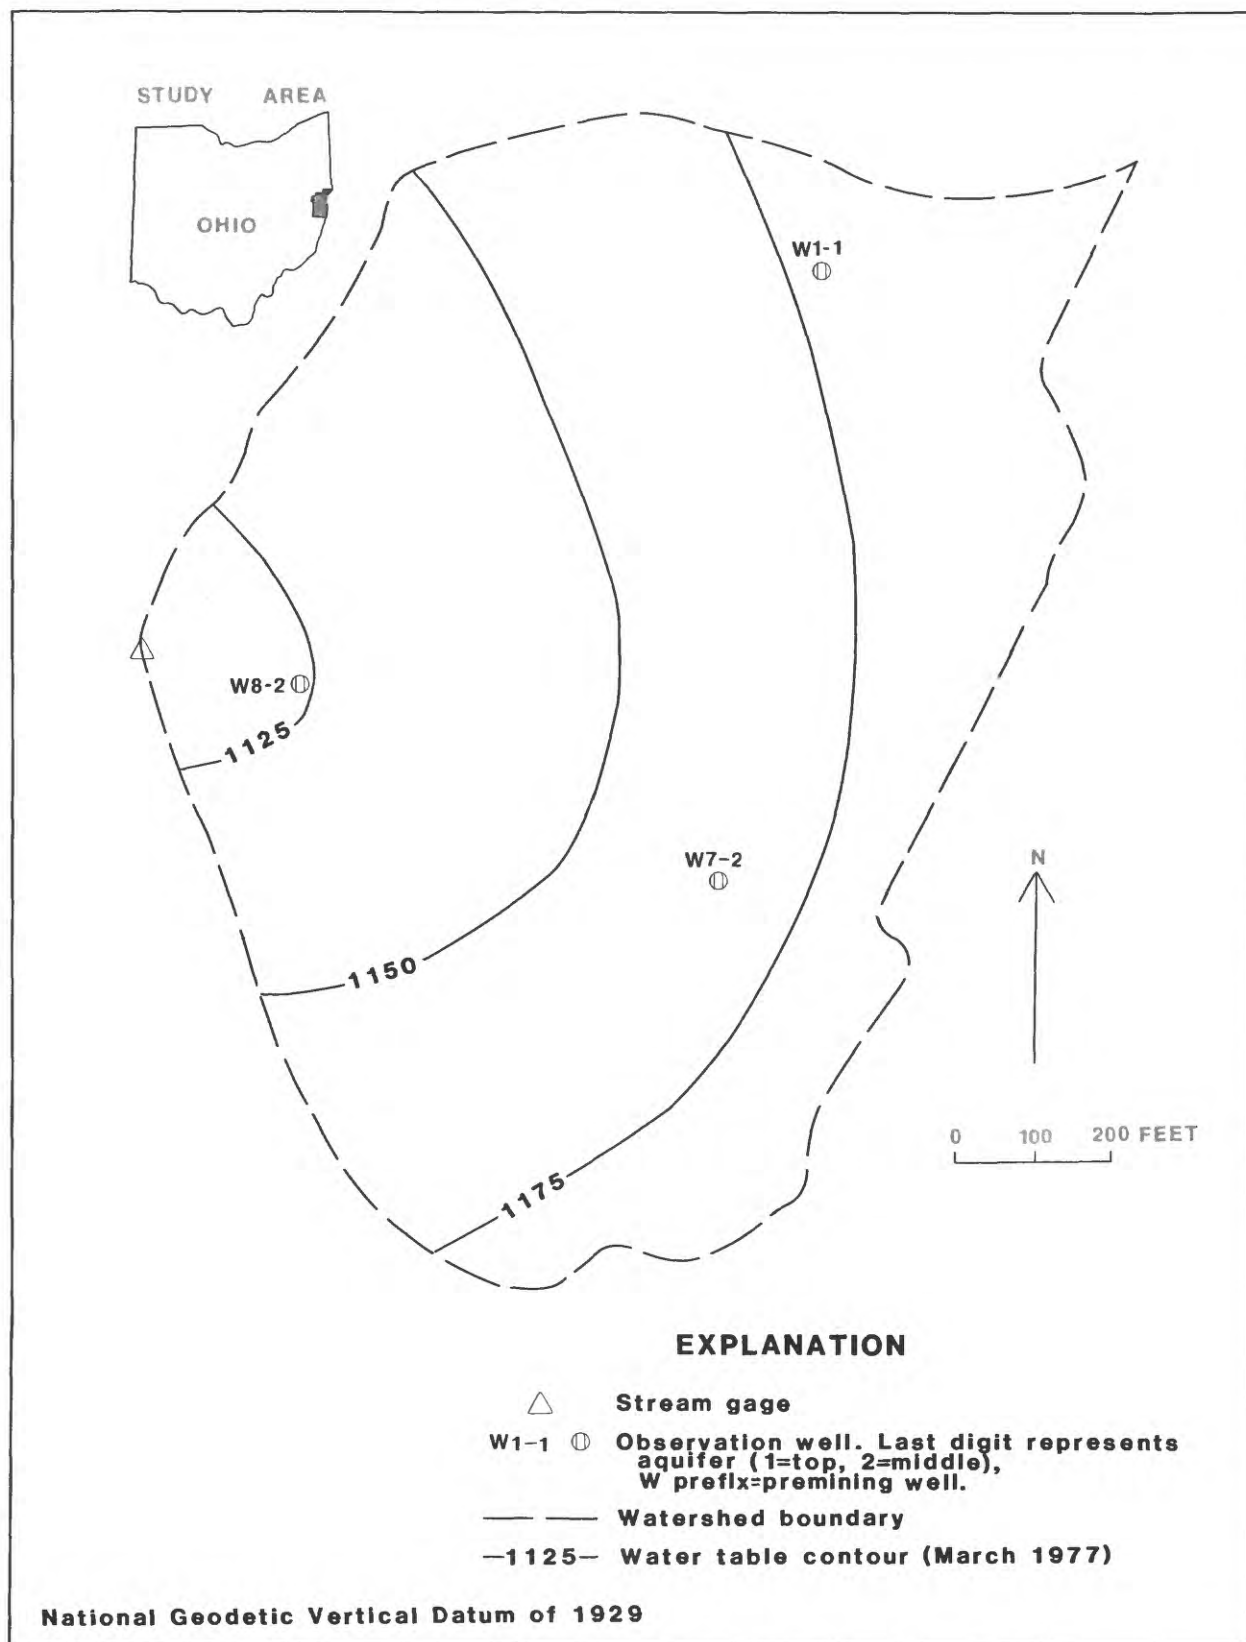 STUDY AREA
OHIO
W1-1
W8-2
1125
W7-2
N
1150
0 100 200 FEET
1175
EXPLANATION
Stream gage
W1-1 Observation well. Last digit represents
aquifer (1=top, 2=middle),
W prefix=premining well.
Watershed boundary
—1125— Water table contour (March 1977)
National Geodetic Vertical Datum of 1929